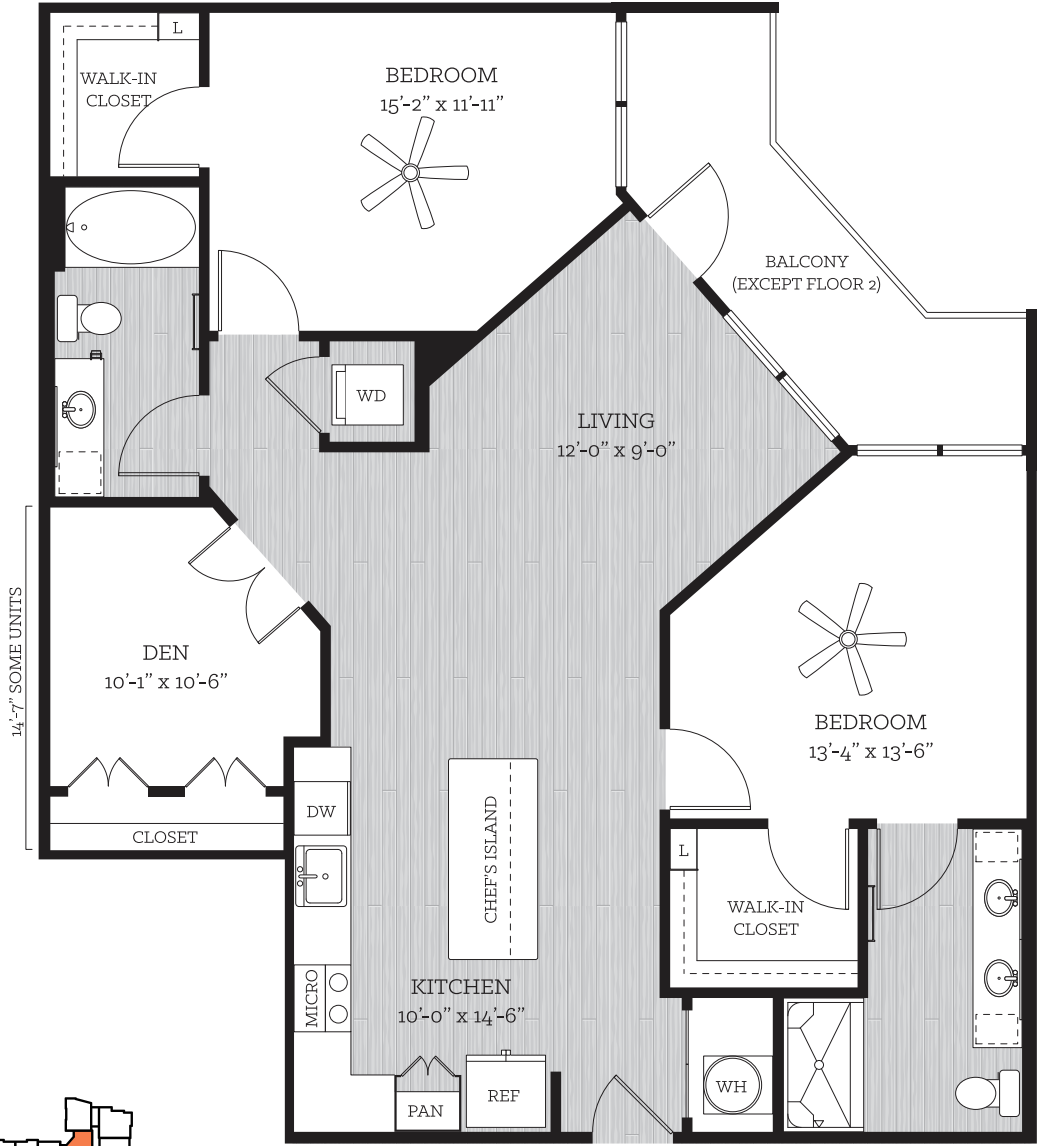 L
WALK-IN
CLOSET
BEDROOM
15'-2” x 11'-11”
BALCONY
(EXCEPT FLOOR 2)
WD
LIVING
12'-0” x 9'-0”
14'-7” SOME UNITS
DEN
10'-1” x 10'-6”
BEDROOM
13'-4” x 13'-6”
DW
CLOSET
CHEF'S ISLAND
L
WALK-IN
CLOSET
MICRO
KITCHEN
10'-0” x 14'-6”
PAN
REF
WH